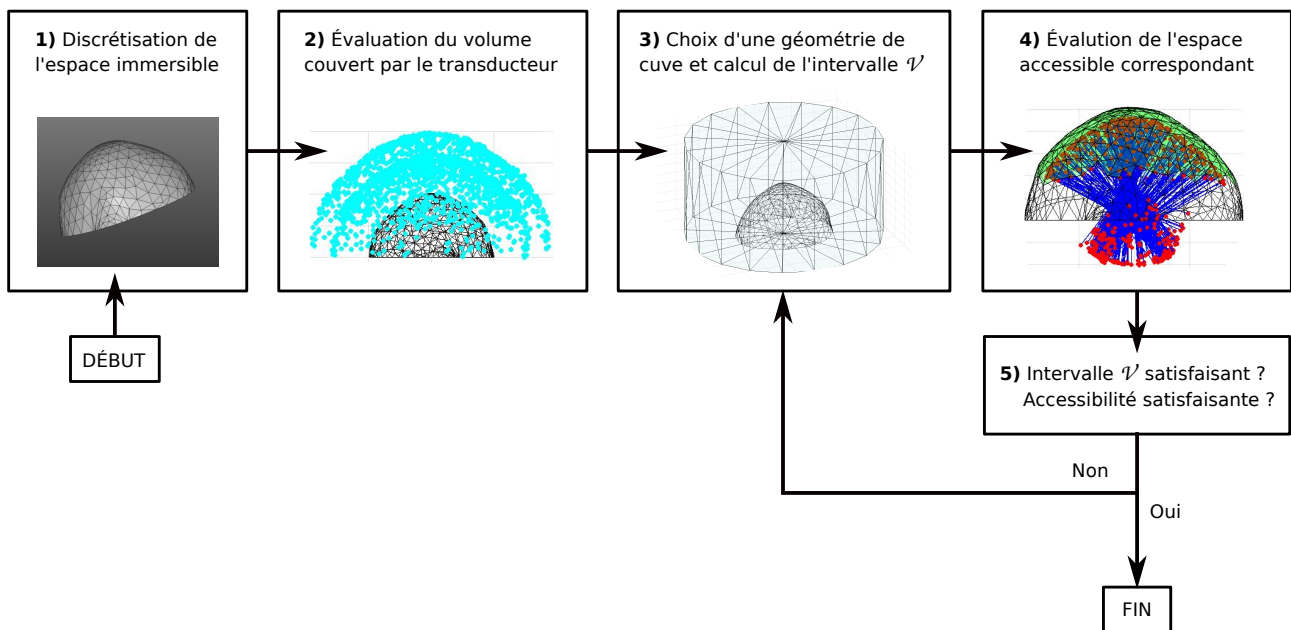 1) Discrétisation de
l'espace immersible
2) Évaluation du volume
couvert par le transducteur
3) Choix d'une géométrie de
cuve et calcul de l'intervalle 𝒱
4) Évalution de l'espace
accessible correspondant
DÉBUT
5) Intervalle 𝒱 satisfaisant ?
Accessibilité satisfaisante ?
Non
Oui
FIN